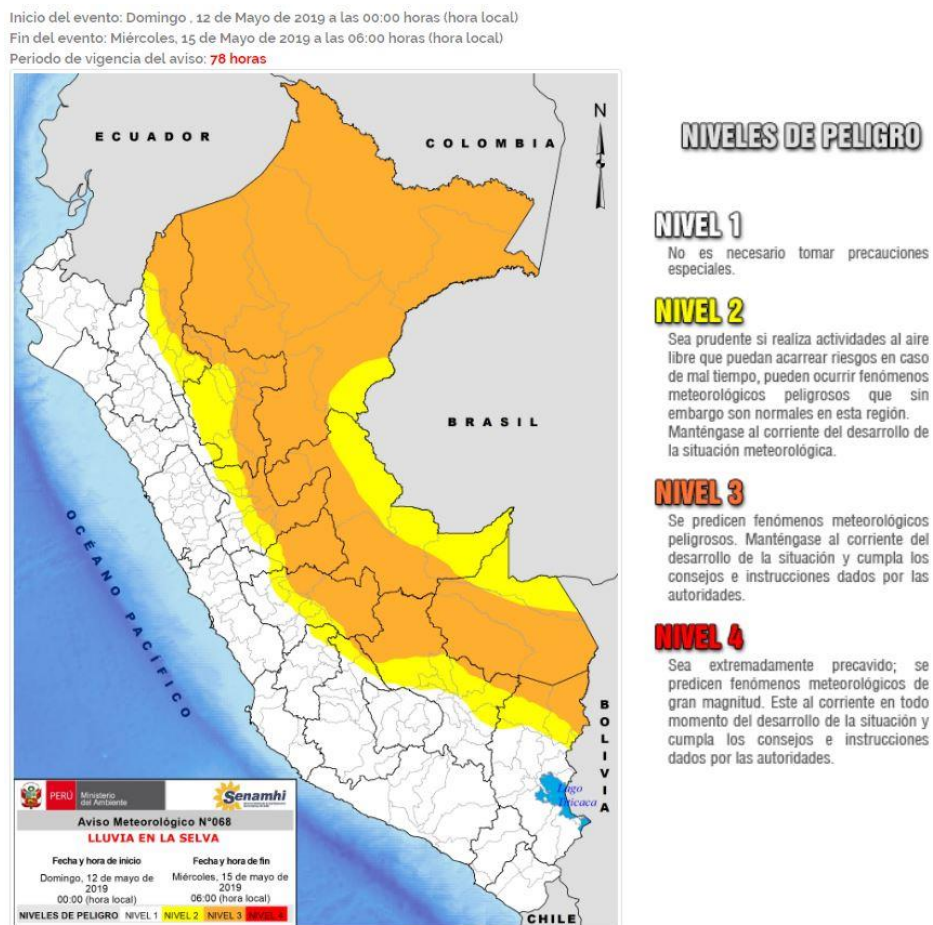 Inicio del evento: Domingo , 12 de Mayo de 2019 a las 00:00 horas (hora local)
Fin del evento: Miércoles, 15 de Mayo de 2019 a las 06:00 horas (hora local)
Periodo de vigencia del aviso: 78 horas
ECUADOR
COLOMBIA
N
BRASIL
OCÉANO PACÍFICO
BOLIVIA
Lago
Titicaca
CHILE
PERÚ
Ministerio
del Ambiente
Senamhi
Aviso Meteorológico N°068
LLUVIA EN LA SELVA
Fecha y hora de inicio
Domingo, 12 de mayo de
2019
00:00 (hora local)
Fecha y hora de fin
Miércoles, 15 de mayo de
2019
06:00 (hora local)
NIVELES DE PELIGRO NIVEL 1 NIVEL 2 NIVEL 3 NIVEL 4
NIVELES DE PELIGRO
NIVEL 1
No es necesario tomar precauciones
especiales.
NIVEL 2
Sea prudente si realiza actividades al aire
libre que puedan acarrear riesgos en caso
de mal tiempo, pueden ocurrir fenómenos
meteorológicos peligrosos que sin
embargo son normales en esta región.
Manténgase al corriente del desarrollo de
la situación meteorológica.
NIVEL 3
Se predicen fenómenos meteorológicos
peligrosos. Manténgase al corriente del
desarrollo de la situación y cumpla los
consejos e instrucciones dados por las
autoridades.
NIVEL 4
Sea extremadamente precavido; se
predicen fenómenos meteorológicos de
gran magnitud. Este al corriente en todo
momento del desarrollo de la situación y
cumpla los consejos e instrucciones
dados por las autoridades.